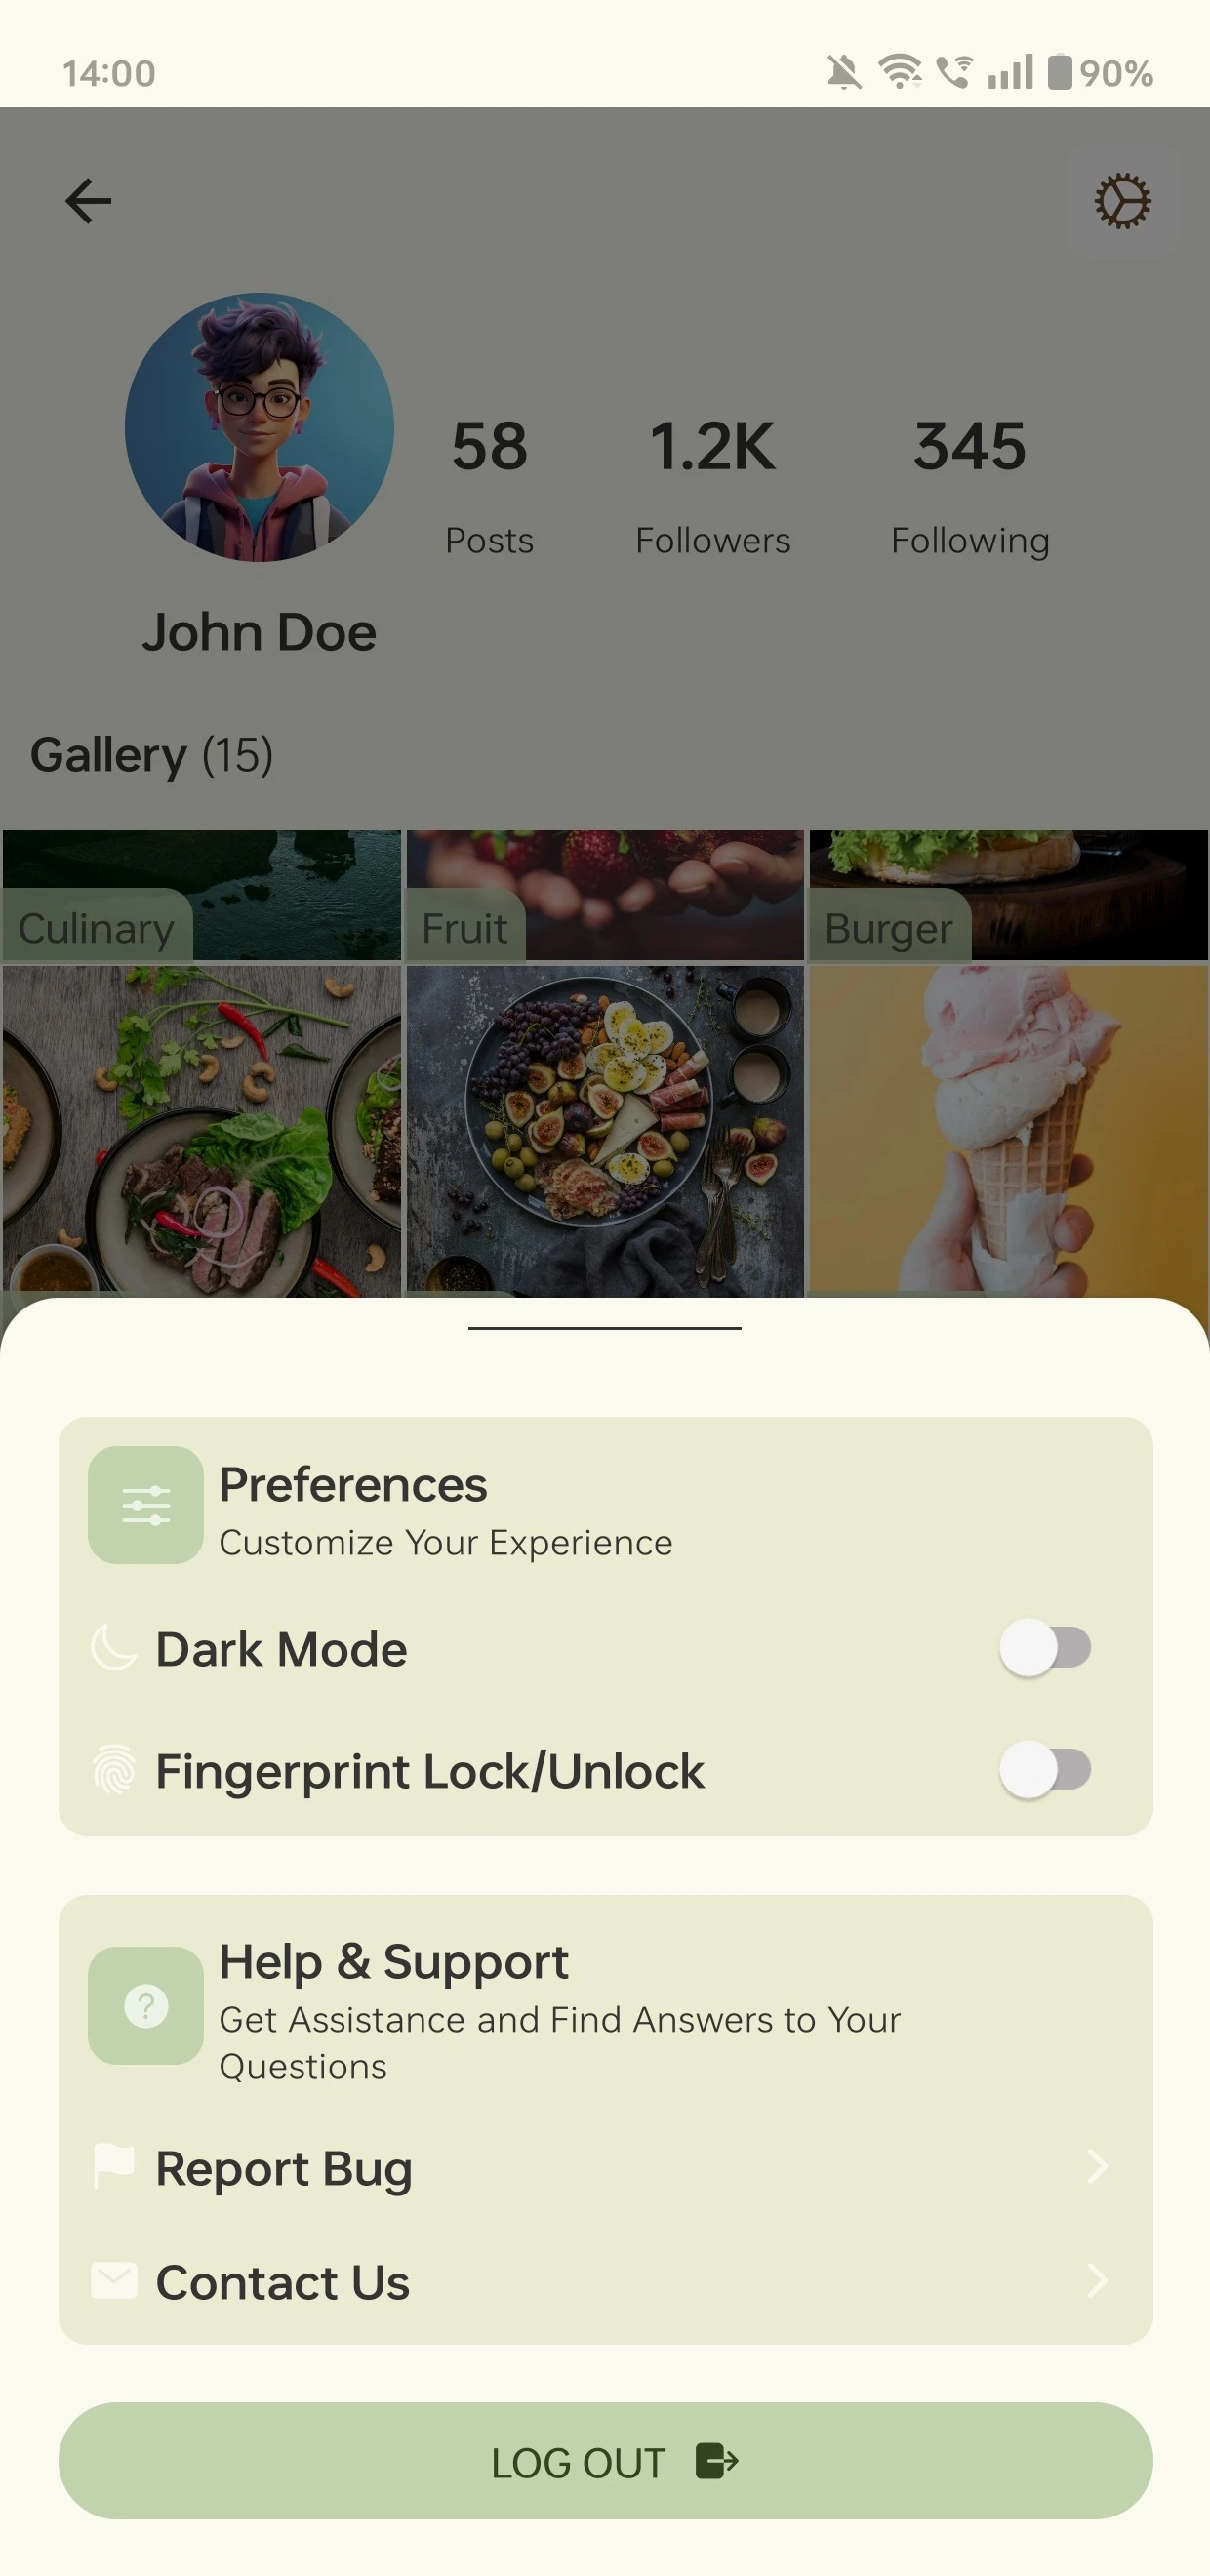 14:00
90%
58
1.2K
345
Posts
Followers
Following
John Doe
Gallery (15)
Culinary
Fruit
Burger
Preferences
Customize Your Experience
Dark Mode
Fingerprint Lock/Unlock
Help & Support
?
Get Assistance and Find Answers to Your
Questions
Report Bug
Contact Us
LOG OUT